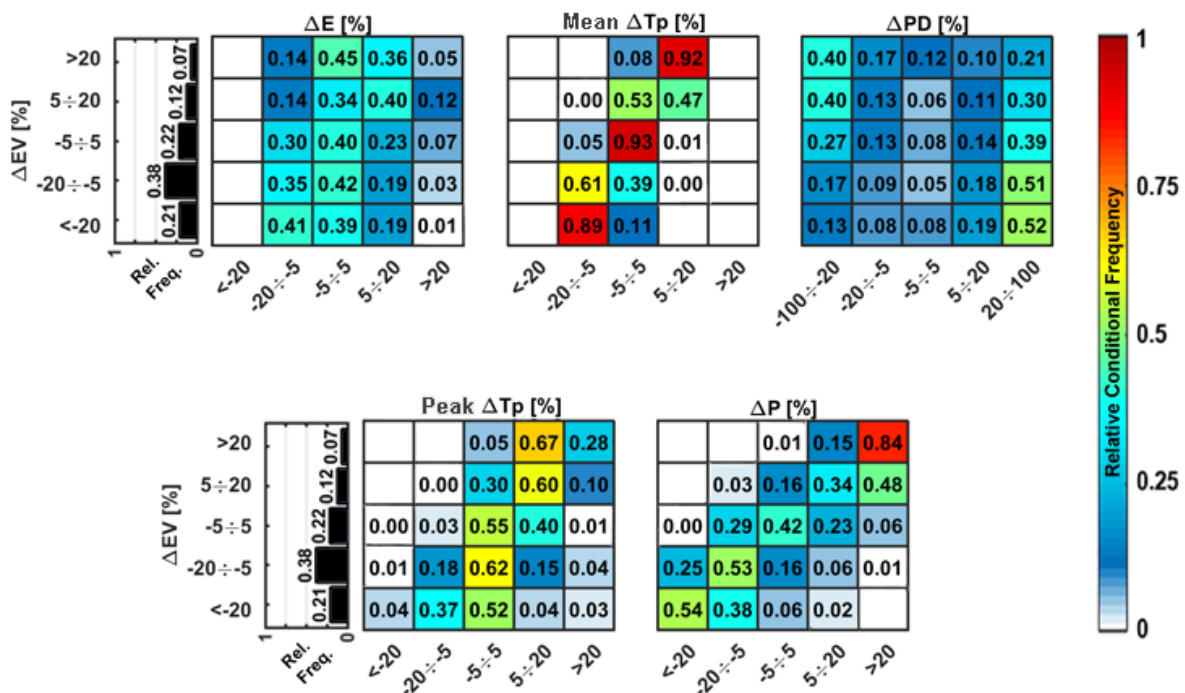 ΔE [%] Mean ΔTp [%] ΔPD [%]
>20 0.07 0.14 0.45 0.36 0.05 0.08 0.92 0.40 0.17 0.12 0.10 0.21 1
5÷20 0.12 0.14 0.34 0.40 0.12 0.00 0.53 0.47 0.40 0.13 0.06 0.11 0.30
ΔEV [%]
-5÷5 0.22 0.30 0.40 0.23 0.07 0.05 0.93 0.01 0.27 0.13 0.08 0.14 0.39
-20÷-5 0.38 0.35 0.42 0.19 0.03 0.61 0.39 0.00 0.17 0.09 0.05 0.18 0.51 0.75
<-20 0.21 0.41 0.39 0.19 0.01 0.89 0.11 0.13 0.08 0.08 0.19 0.52
1 Rel. Freq. 0
<-20 -20÷-5 -5÷5 5÷20 >20 <-20 -20÷-5 -5÷5 5÷20 >20 -100÷-20 -20÷-5 -5÷5 5÷20 20÷100
0.5
Relative Conditional Frequency
Peak ΔTp [%] ΔP [%]
>20 0.07 0.05 0.67 0.28 0.01 0.15 0.84
5÷20 0.12 0.00 0.30 0.60 0.10 0.03 0.16 0.34 0.48 0.25
ΔEV [%]
-5÷5 0.22 0.00 0.03 0.55 0.40 0.01 0.00 0.29 0.42 0.23 0.06
-20÷-5 0.38 0.01 0.18 0.62 0.15 0.04 0.25 0.53 0.16 0.06 0.01
<-20 0.21 0.04 0.37 0.52 0.04 0.03 0.54 0.38 0.06 0.02 0
1 Rel. Freq. 0
<-20 -20÷-5 -5÷5 5÷20 >20 <-20 -20÷-5 -5÷5 5÷20 >20